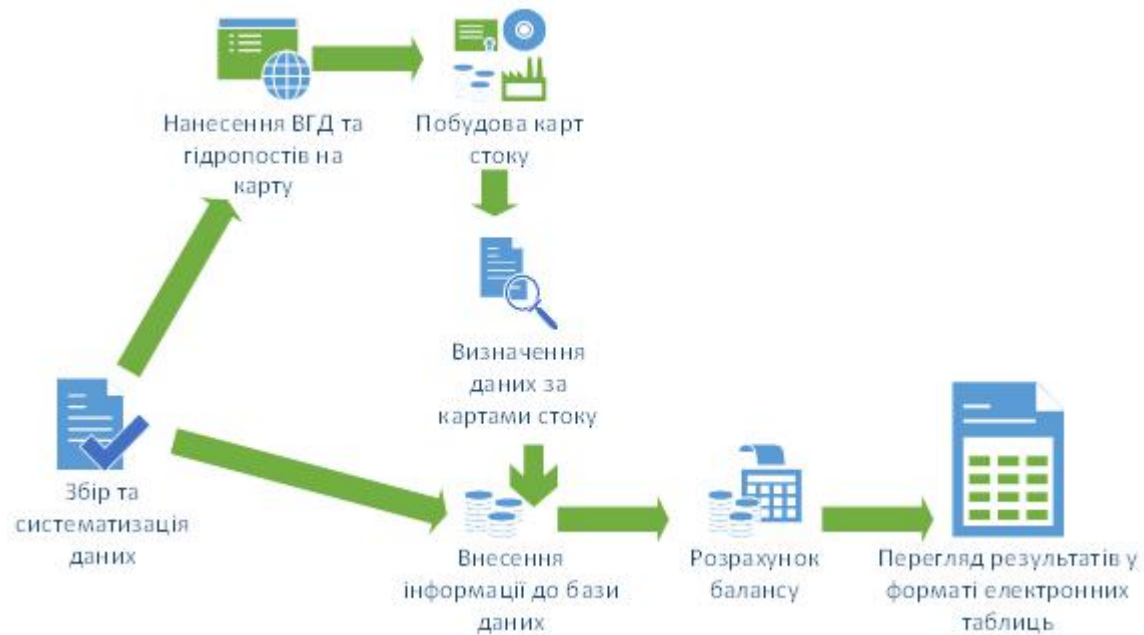 Нанесення ВГД та
гідропостів на
карту
Побудова карт
стоку
Визначення
даних за
картами стоку
Збір та
систематизація
даних
Внесення
інформації до бази
даних
Розрахунок
балансу
Перегляд результатів у
форматі електронних
таблиць